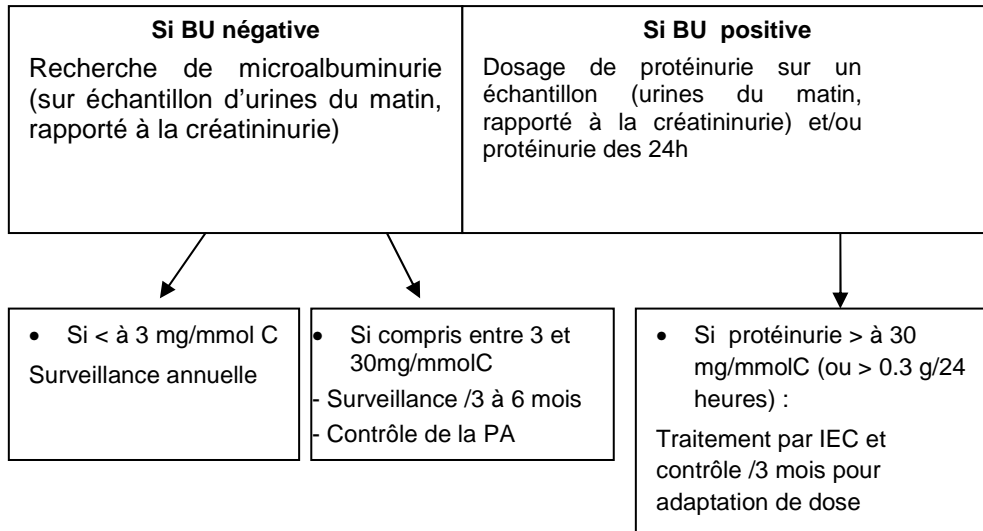 Si BU négative
Recherche de microalbuminurie
(sur échantillon d'urines du matin,
rapporté à la créatininurie)
Si BU positive
Dosage de protéinurie sur un
échantillon (urines du matin,
rapporté à la créatininurie) et/ou
protéinurie des 24h
• Si < à 3 mg/mmol C
Surveillance annuelle
• Si compris entre 3 et
30mg/mmolC
- Surveillance /3 à 6 mois
- Contrôle de la PA
• Si protéinurie > à 30
mg/mmolC (ou > 0.3 g/24
heures) :
Traitement par IEC et
contrôle /3 mois pour
adaptation de dose